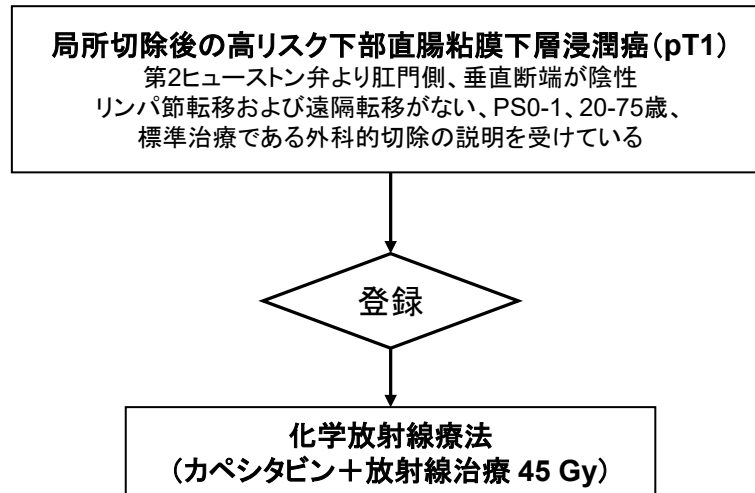 局所切除後の高リスク下部直腸粘膜下層浸潤癌(pT1)
第2ヒューストン弁より肛門側、垂直断端が陰性
リンパ節転移および遠隔転移がない、PS0-1、20-75歳、
標準治療である外科的切除の説明を受けている
登録
化学放射線療法
(カペシタビン+放射線治療 45 Gy)